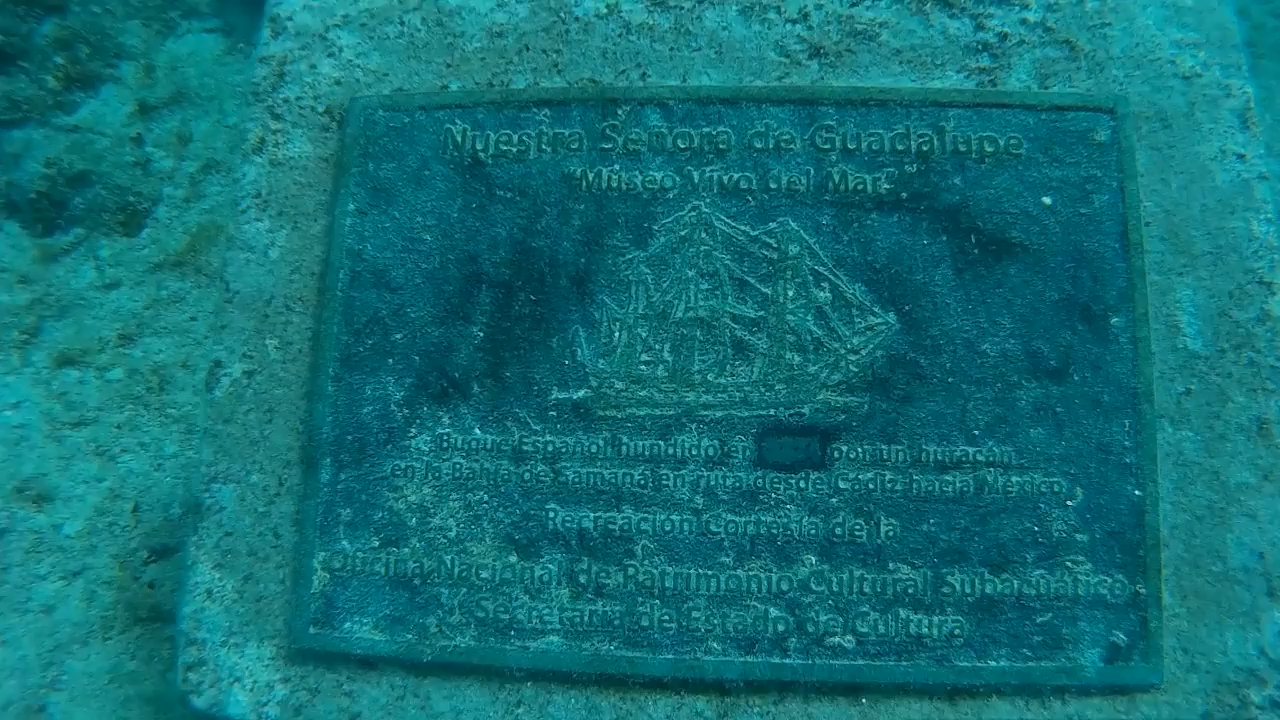 Nuestra Señora de Guadalupe
"Museo Vivo del Mar"
Buque Español hundido en por un huracán
en la Bahía de Samaná en ruta desde Cádiz hacia México
Recreación Cortesía de la
Oficina Nacional de Patrimonio Cultural Subacuático
Secretaría de Estado de Cultura